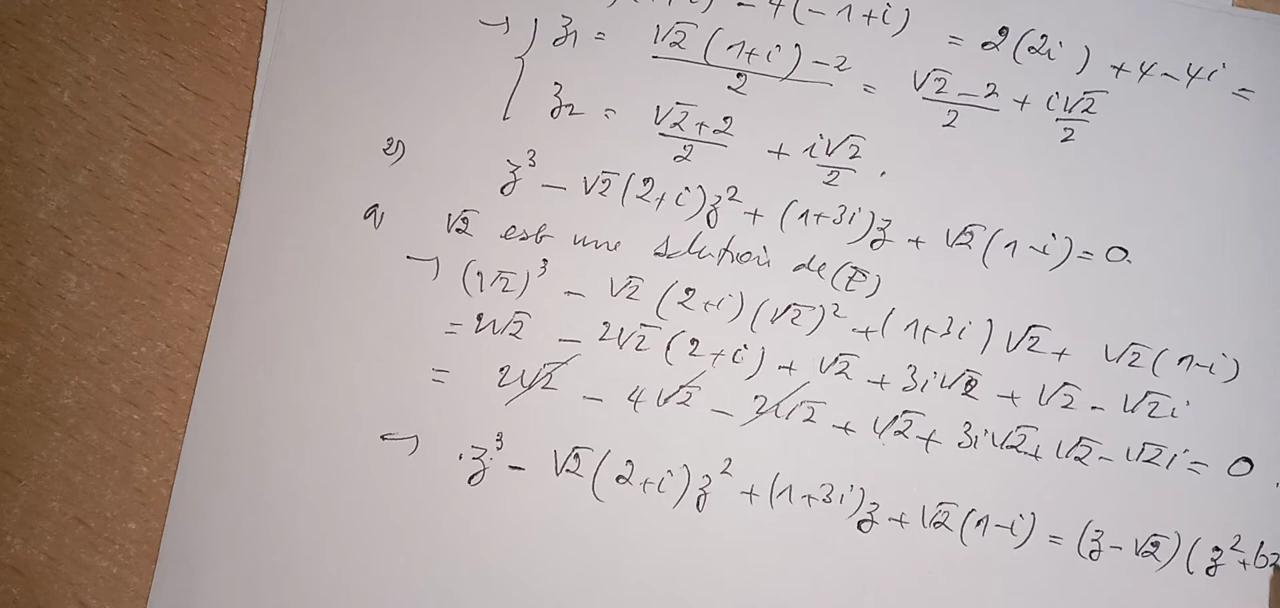 - 4(-1+i) = 2(2i) + 4 - 4i =
→ { z₁ = (√2(1+i) - 2)/2 = (√2 - 2)/2 + i√2/2
z₂ = (√2+2)/2 + i√2/2 .
2) z³ - √2(2+i)z² + (1+3i)z + √2(1-i) = 0.
a √2 est une solution de (E)
→ (√2)³ - √2(2+i)(√2)² + (1+3i)√2 + √2(1-i)
= 2√2 - 2√2(2+i) + √2 + 3i√2 + √2 - √2i
= 2√2 - 4√2 - 2i√2 + √2 + 3i√2 + √2 - √2i = 0.
↪ z³ - √2(2+i)z² + (1+3i)z + √2(1-i) = (z-√2)(z²+bz